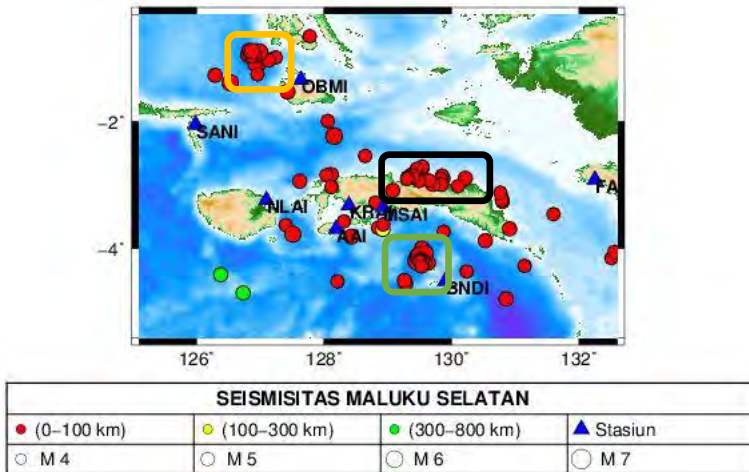 OBMI
−2°
SANI
FA
NLAI
KRAI
MSAI
AAI
−4°
BNDI
126° 128° 130° 132°
SEISMISITAS MALUKU SELATAN
(0−100 km) (100−300 km) (300−800 km) Stasiun
M 4 M 5 M 6 M 7